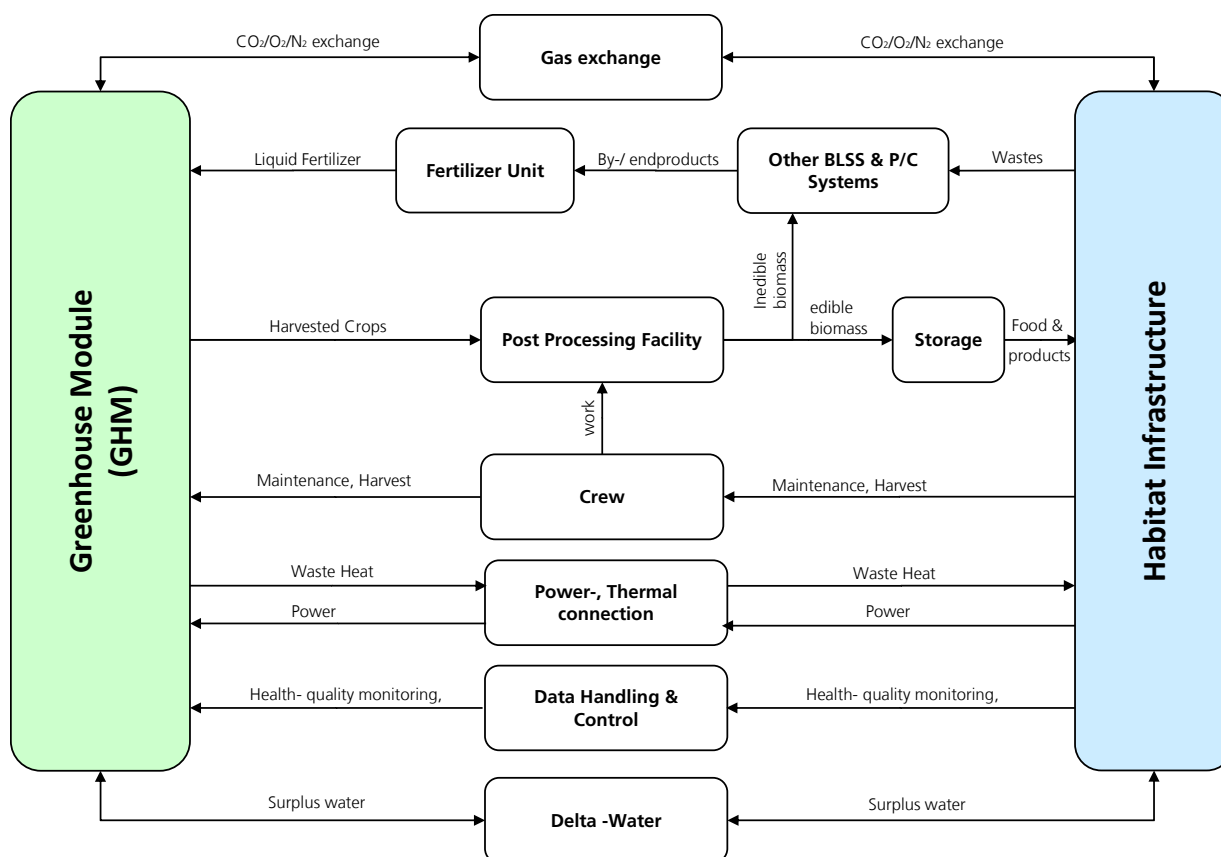 CO₂/O₂/N₂ exchange
Gas exchange
CO₂/O₂/N₂ exchange
Greenhouse Module
(GHM)
Habitat Infrastructure
Liquid Fertilizer
Fertilizer Unit
By-/ endproducts
Other BLSS & P/C
Systems
Wastes
Inedible
biomass
Harvested Crops
Post Processing Facility
edible
biomass
Storage
Food &
products
work
Maintenance, Harvest
Crew
Maintenance, Harvest
Waste Heat
Power-, Thermal
connection
Waste Heat
Power
Power
Health- quality monitoring,
Data Handling &
Control
Health- quality monitoring,
Surplus water
Delta -Water
Surplus water